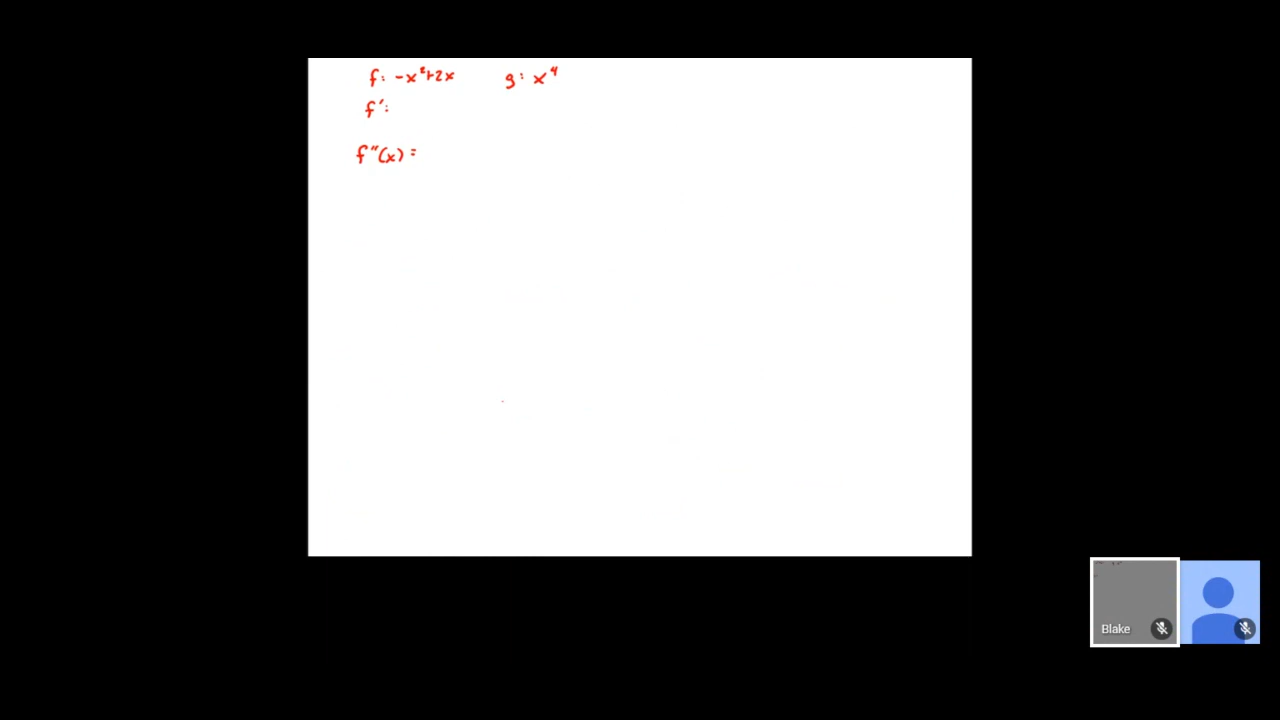 f: -x²+2x g: x⁴
f':
f"(x) =
Blake